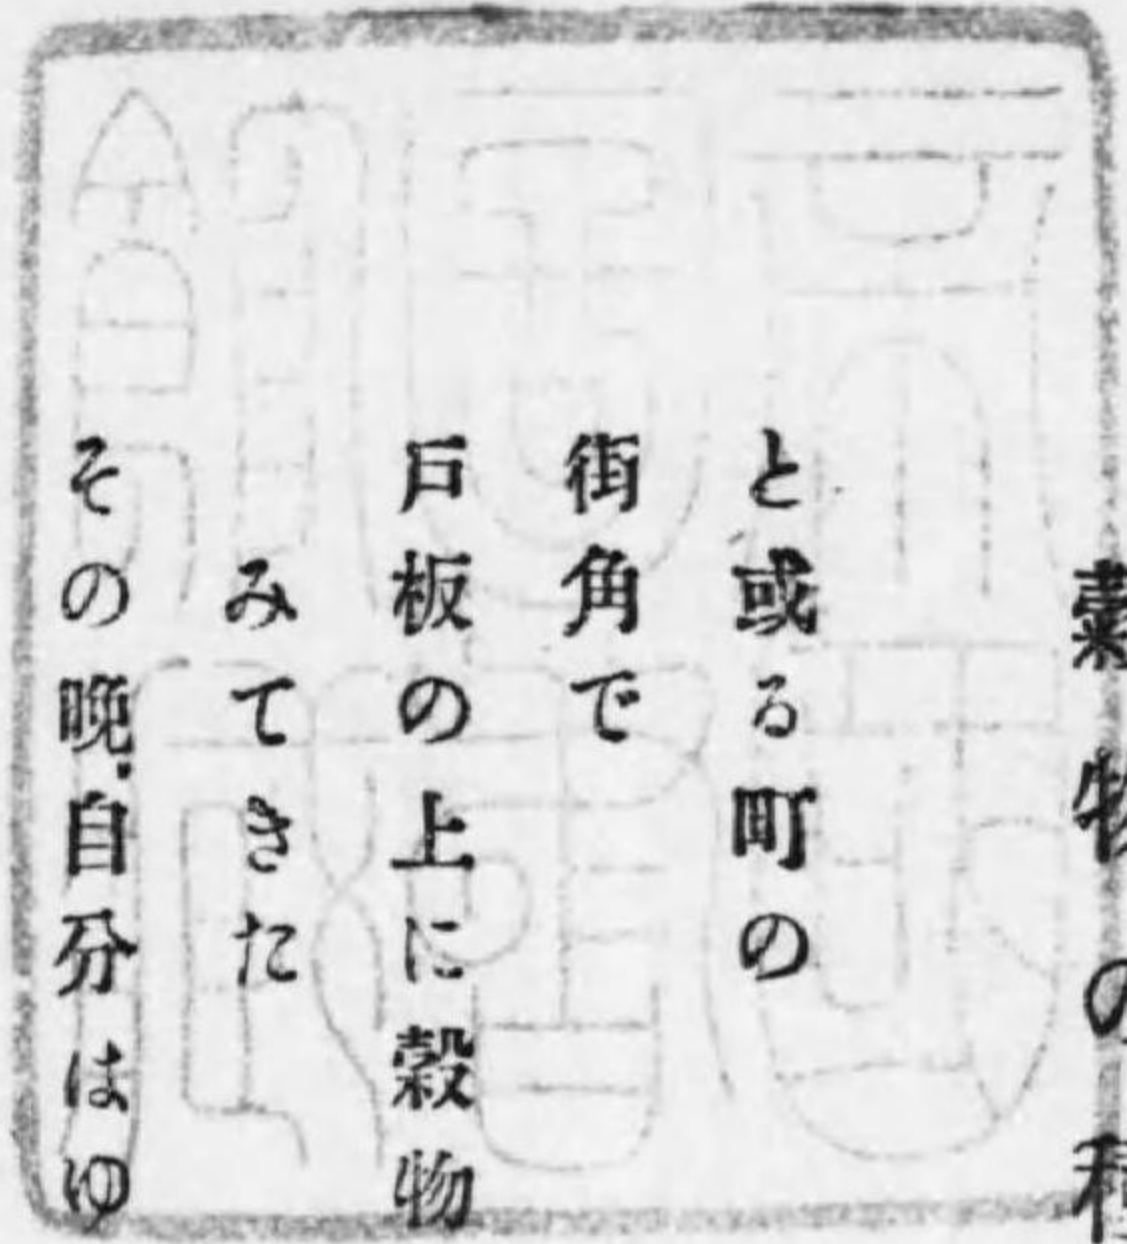 穀物の種
と或る町の
街角で
戸板の上に穀物
みてきた
その晩、自分はゆ